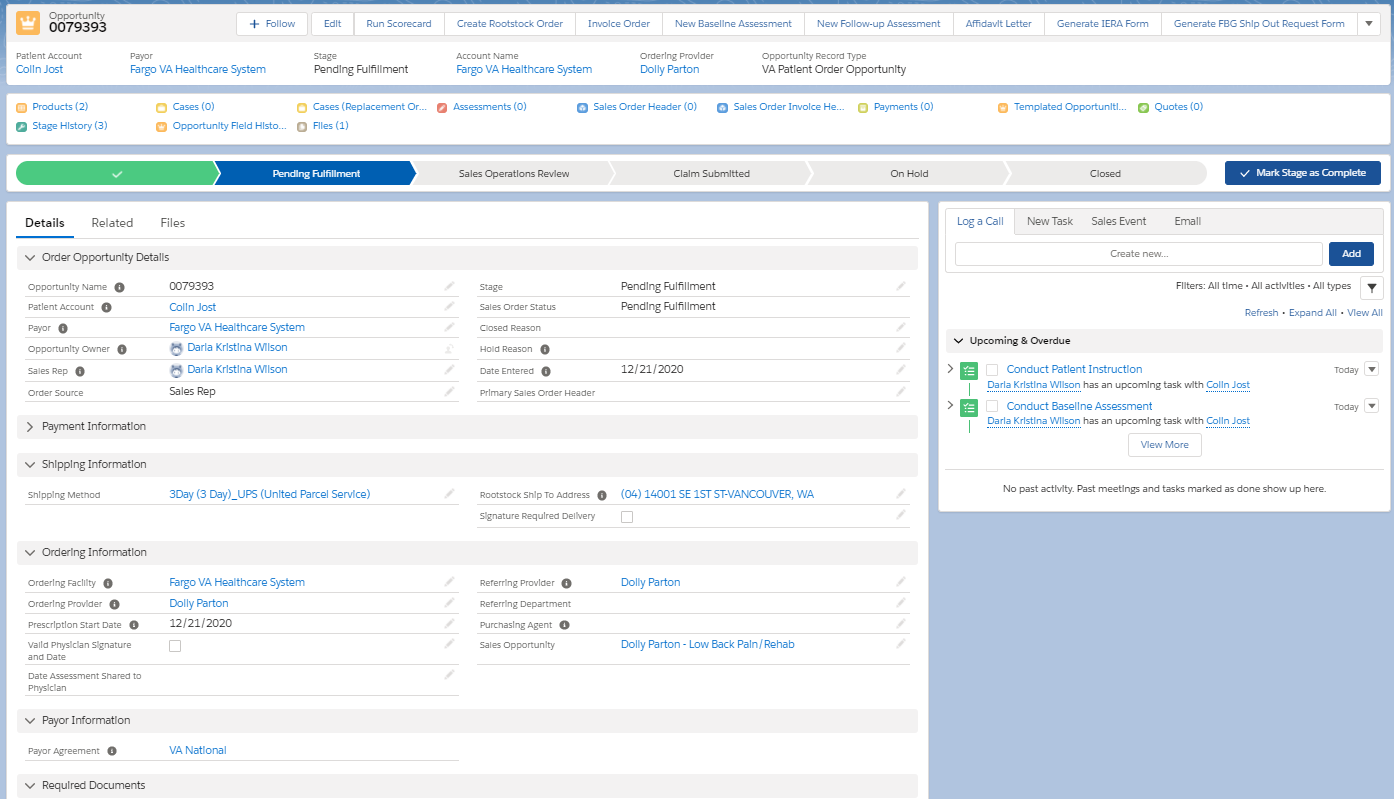 Opportunity
0079393
Follow Edit Run Scorecard Create Rootstock Order Invoice Order New Baseline Assessment New Follow-up Assessment Affidavit Letter Generate IERA Form Generate FBG Ship Out Request Form
Patient Account Payor Stage Account Name Ordering Provider Opportunity Record Type
Colin Jost Fargo VA Healthcare System Pending Fulfillment Fargo VA Healthcare System Dolly Parton VA Patient Order Opportunity
Products (2) Cases (0) Cases (Replacement Or... Assessments (0) Sales Order Header (0) Sales Order Invoice He... Payments (0) Templated Opportuniti... Quotes (0)
Stage History (3) Opportunity Field Histo... Files (1)
Pending Fulfillment Sales Operations Review Claim Submitted On Hold Closed Mark Stage as Complete
Details Related Files
Order Opportunity Details
Opportunity Name 0079393 Stage Pending Fulfillment
Patient Account Colin Jost Sales Order Status Pending Fulfillment
Payor Fargo VA Healthcare System Closed Reason
Opportunity Owner Darla Kristina Wilson Hold Reason
Sales Rep Darla Kristina Wilson Date Entered 12/21/2020
Order Source Sales Rep Primary Sales Order Header
Payment Information
Shipping Information
Shipping Method 3Day (3 Day)_UPS (United Parcel Service) Rootstock Ship To Address (04) 14001 SE 1ST ST-VANCOUVER, WA
Signature Required Delivery
Ordering Information
Ordering Facility Fargo VA Healthcare System Referring Provider Dolly Parton
Ordering Provider Dolly Parton Referring Department
Prescription Start Date 12/21/2020 Purchasing Agent
Valid Physician Signature and Date Sales Opportunity Dolly Parton - Low Back Pain/Rehab
Date Assessment Shared to Physician
Payor Information
Payor Agreement VA National
Required Documents
Log a Call New Task Sales Event Email
Create new... Add
Filters: All time • All activities • All types
Refresh • Expand All • View All
Upcoming & Overdue
Conduct Patient Instruction Today
Darla Kristina Wilson has an upcoming task with Colin Jost
Conduct Baseline Assessment Today
Darla Kristina Wilson has an upcoming task with Colin Jost
View More
No past activity. Past meetings and tasks marked as done show up here.